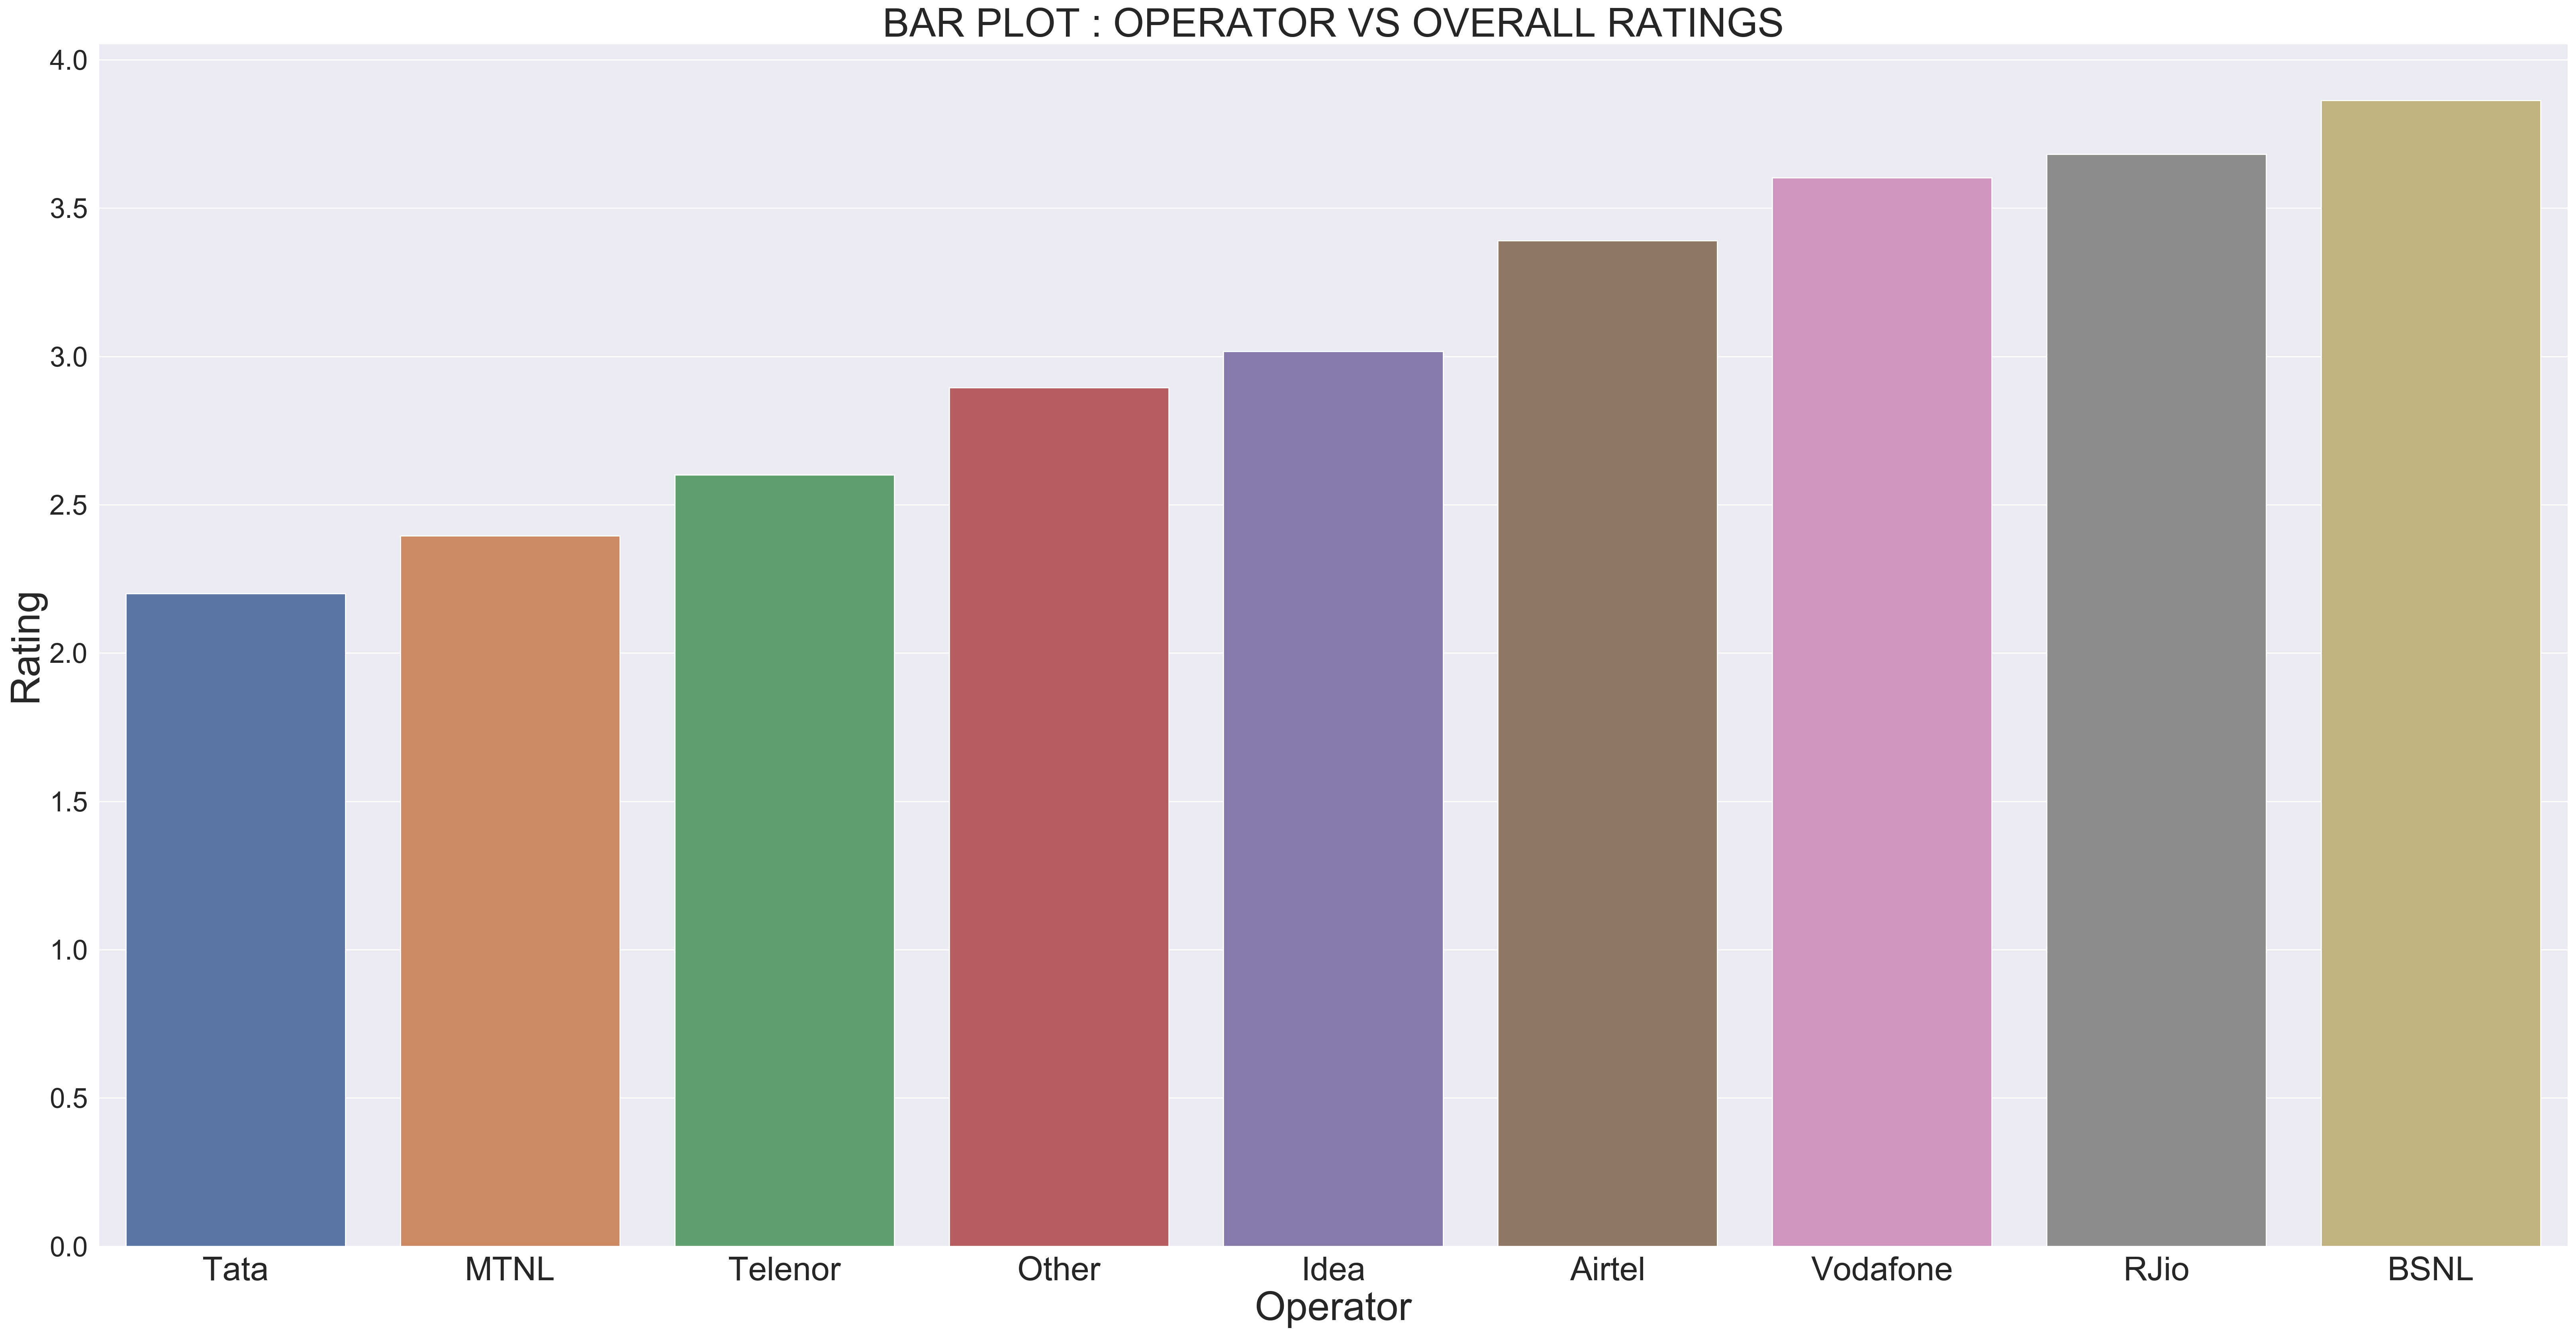 BAR PLOT : OPERATOR VS OVERALL RATINGS
4.0
3.5
3.0
2.5
2.0
1.5
1.0
0.5
0.0
Rating
Tata MTNL Telenor Other Idea Airtel Vodafone RJio BSNL
Operator